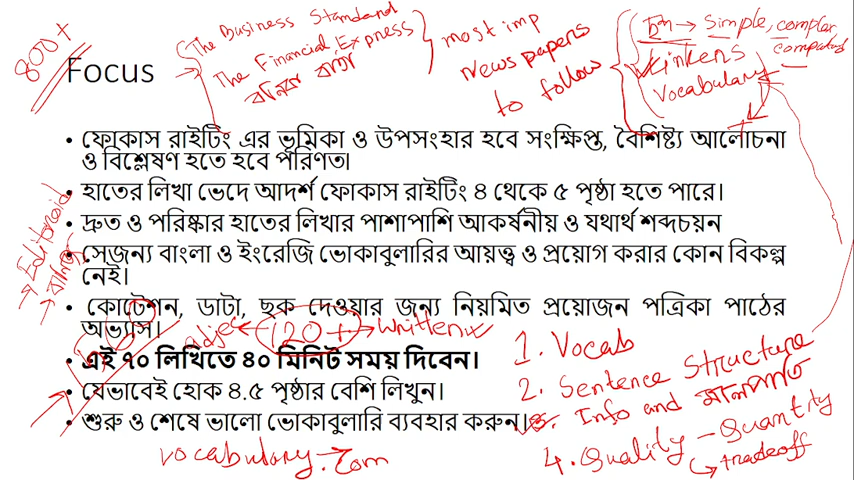 800+
Focus
The Business Standard
The Financial Express
বণিক বার্তা
most imp
News papers
to follow
বাক্য → Simple, complex,
compound
Linkers
Vocabulary
• ফোকাস রাইটিং এর ভূমিকা ও উপসংহার হবে সংক্ষিপ্ত, বৈশিষ্ট্য আলোচনা
ও বিশ্লেষণ হতে হবে পরিণত।
• হাতের লিখা ভেদে আদর্শ ফোকাস রাইটিং ৪ থেকে ৫ পৃষ্ঠা হতে পারে।
• দ্রুত ও পরিষ্কার হাতের লিখার পাশাপাশি আকর্ষনীয় ও যথার্থ শব্দচয়ন
• সেজন্য বাংলা ও ইংরেজি ভোকাবুলারির আয়ত্ত্ব ও প্রয়োগ করার কোন বিকল্প
নেই।
• কোটেশন, ডাটা, ছক দেওয়ার জন্য নিয়মিত প্রয়োজন পত্রিকা পাঠের
অভ্যাস।
• এই ৭০ লিখিতে ৪০ মিনিট সময় দিবেন।
• যেভাবেই হোক ৪.৫ পৃষ্ঠার বেশি লিখুন।
• শুরু ও শেষে ভালো ভোকাবুলারি ব্যবহার করুন।
→ Editorial
→ বাণিজ্য
120+ → Written
1. Vocab
2. Sentence Structure
3. Info and
4. Quality – Quantity
↳ tradeoff
vocabulary.com